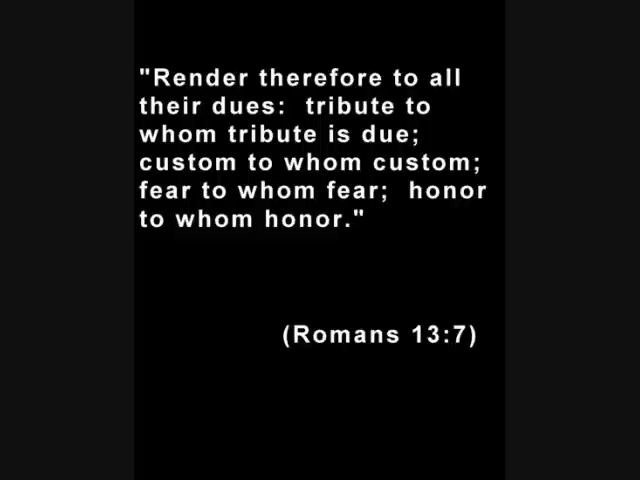 "Render therefore to all
their dues:  tribute to
whom tribute is due;
custom to whom custom;
fear to whom fear;  honor
to whom honor."
(Romans 13:7)